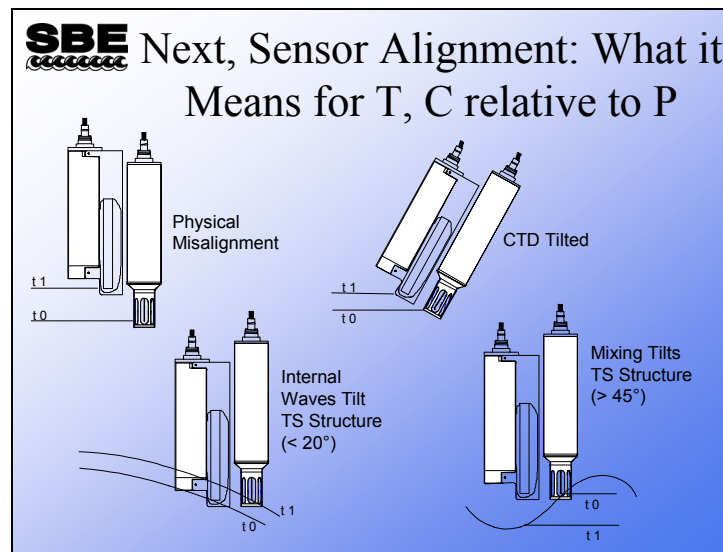 SBE
Next, Sensor Alignment: What it
Means for T, C relative to P
Physical
Misalignment
t 1
t 0
CTD Tilted
t 1
t 0
Internal
Waves Tilt
TS Structure
(< 20°)
t 1
t 0
Mixing Tilts
TS Structure
(> 45°)
t 0
t 1